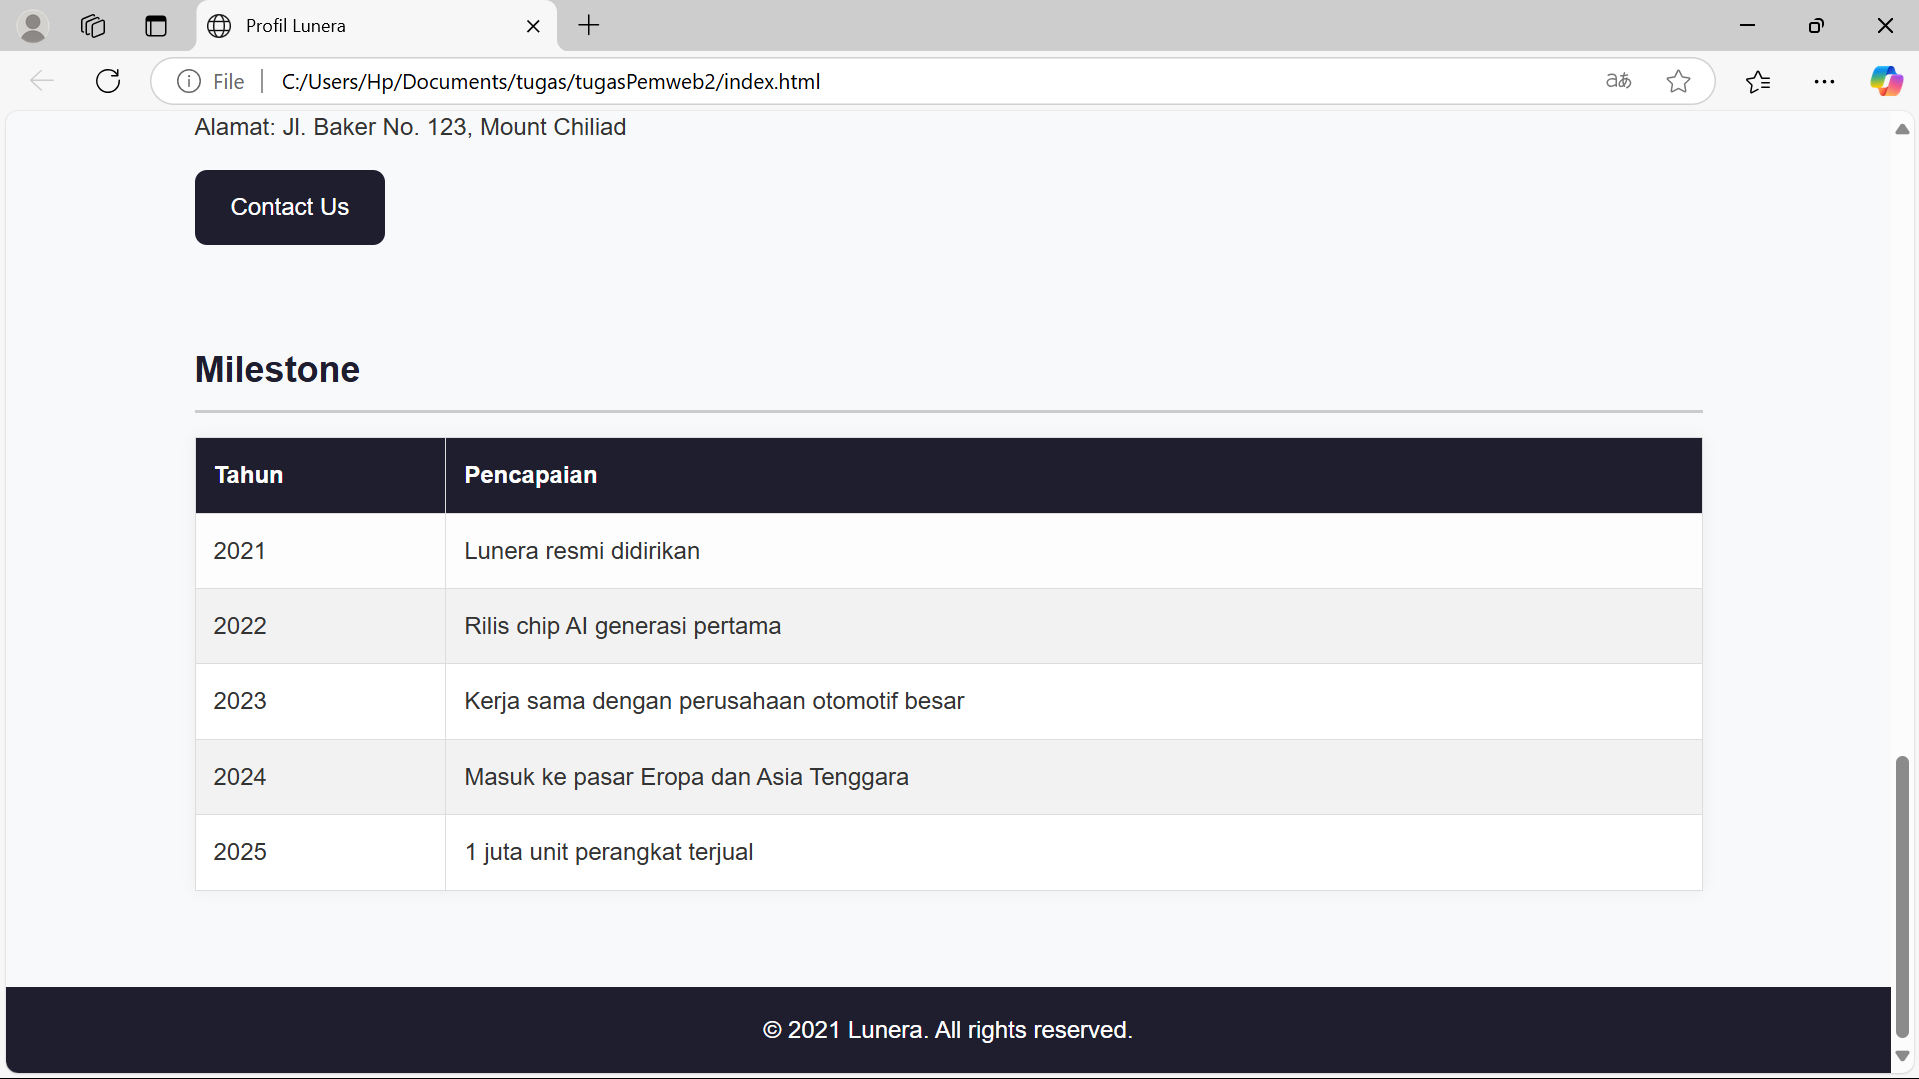 Profil Lunera
File
C:/Users/Hp/Documents/tugas/tugasPemweb2/index.html
aあ
Alamat: Jl. Baker No. 123, Mount Chiliad
Contact Us
Milestone
Tahun Pencapaian
2021 Lunera resmi didirikan
2022 Rilis chip AI generasi pertama
2023 Kerja sama dengan perusahaan otomotif besar
2024 Masuk ke pasar Eropa dan Asia Tenggara
2025 1 juta unit perangkat terjual
© 2021 Lunera. All rights reserved.